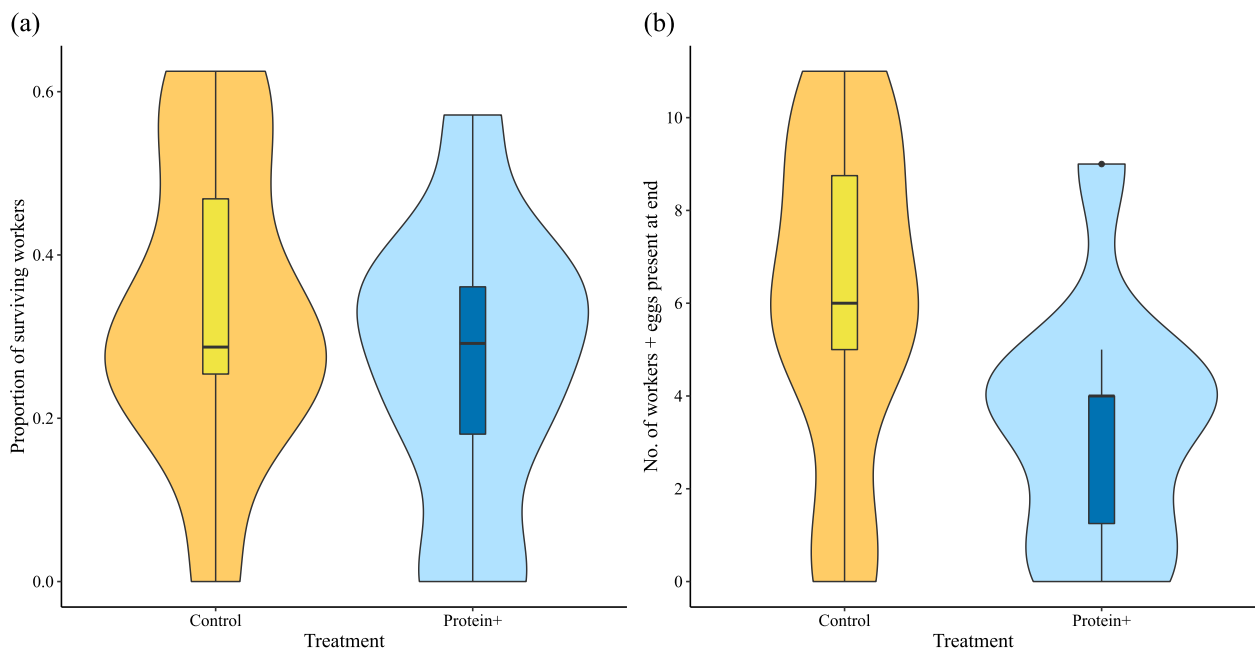 (a)
Proportion of surviving workers
0.6
0.4
0.2
0.0
Control
Protein+
Treatment
(b)
No. of workers + eggs present at end
10
8
6
4
2
0
Control
Protein+
Treatment